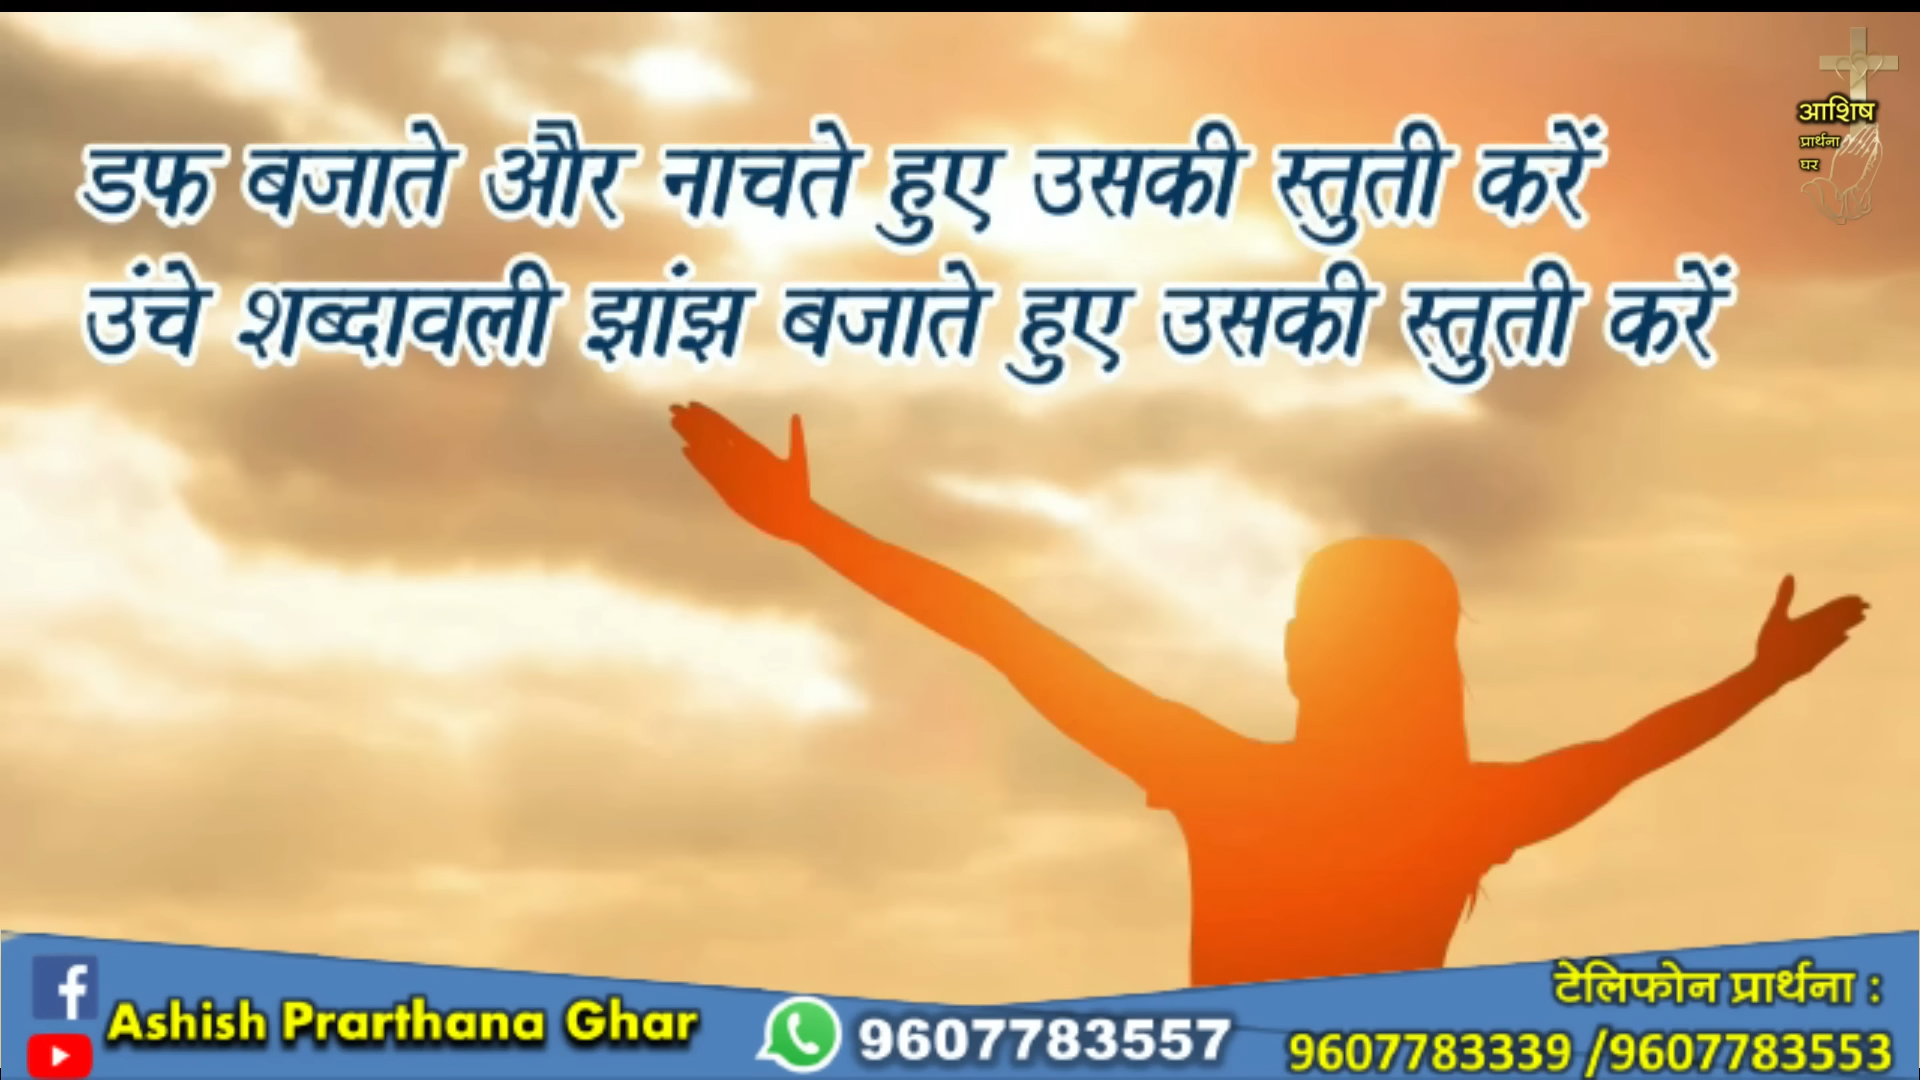 डफ बजाते और नाचते हुए उसकी स्तुती करें
उंचे शब्दावली झांझ बजाते हुए उसकी स्तुती करें
आशिष
प्रार्थना
घर
Ashish Prarthana Ghar
9607783557
टेलिफोन प्रार्थना :
9607783339 /9607783553